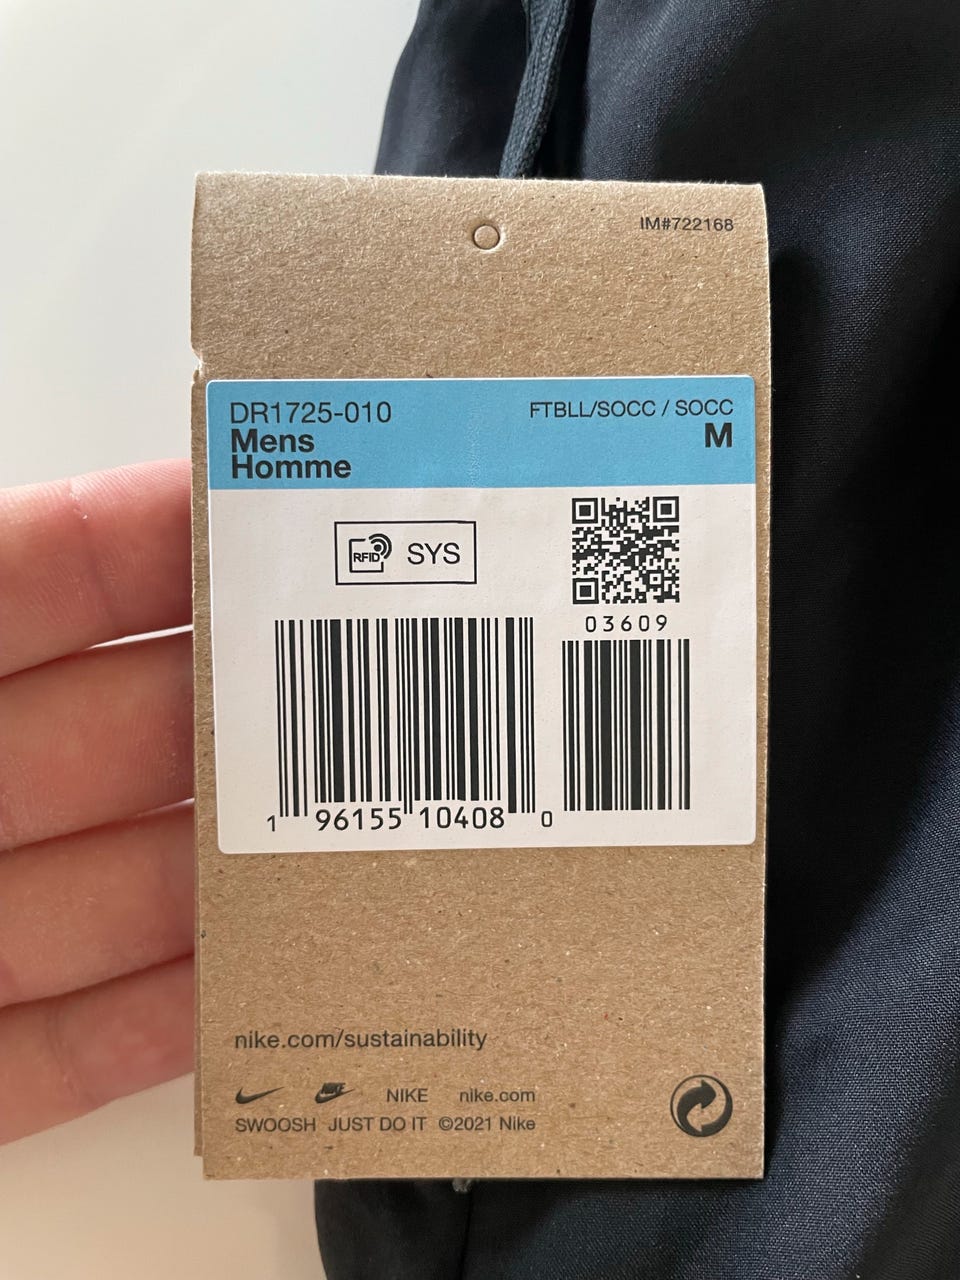 IM#722168
DR1725-010
FTBLL/SOCC / SOCC
Mens
M
Homme
RFID
SYS
03609
1 96155 10408 0
nike.com/sustainability
NIKE nike.com
SWOOSH JUST DO IT ©2021 Nike